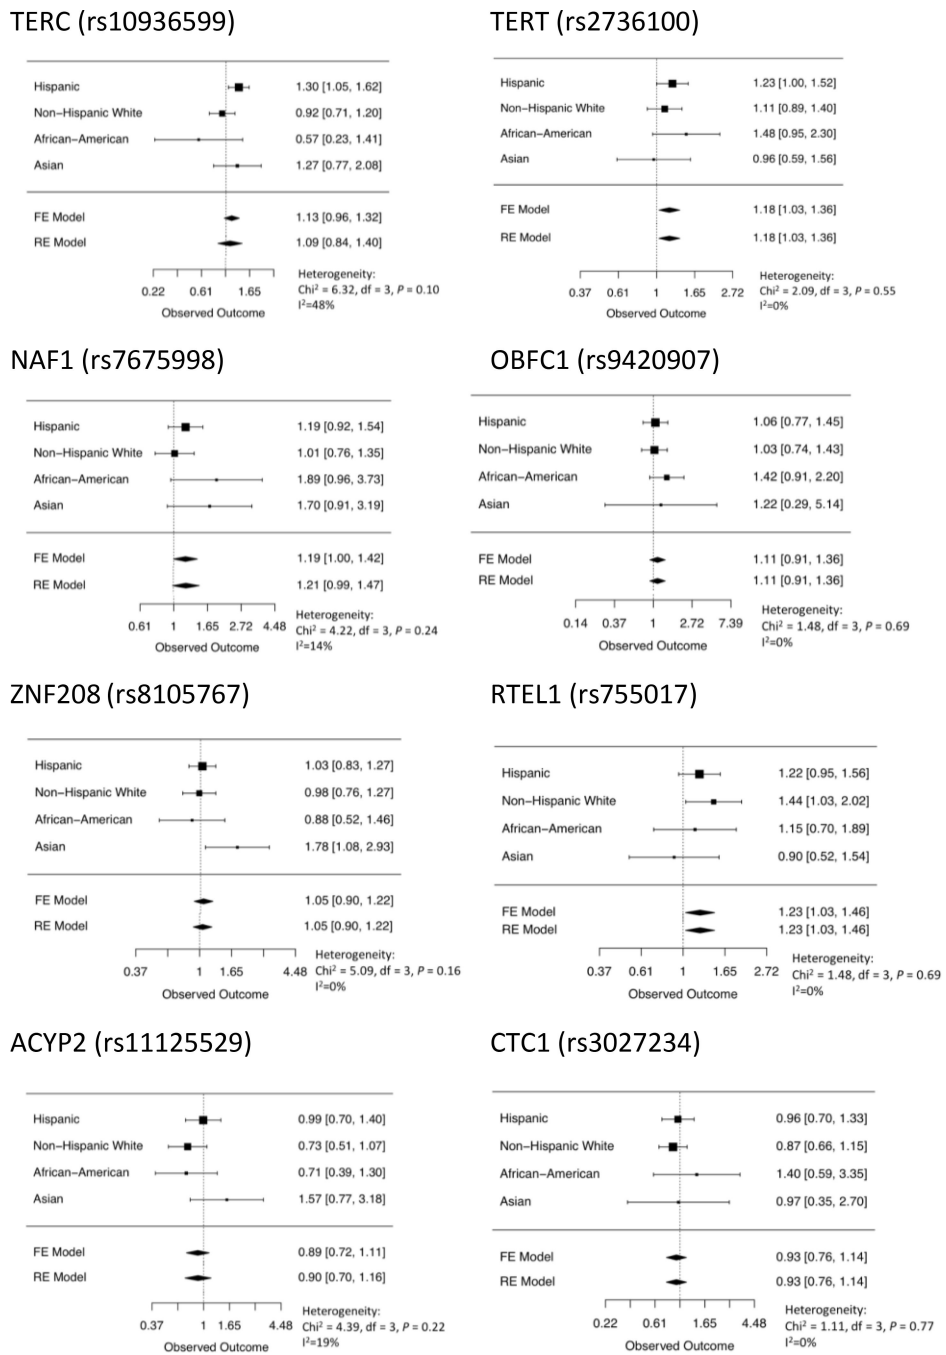 TERC (rs10936599)
Hispanic 1.30 [1.05, 1.62]
Non−Hispanic White 0.92 [0.71, 1.20]
African−American 0.57 [0.23, 1.41]
Asian 1.27 [0.77, 2.08]
FE Model 1.13 [0.96, 1.32]
RE Model 1.09 [0.84, 1.40]
0.22 0.61 1.65
Observed Outcome
Heterogeneity:
Chi² = 6.32, df = 3, P = 0.10
I²=48%
TERT (rs2736100)
Hispanic 1.23 [1.00, 1.52]
Non−Hispanic White 1.11 [0.89, 1.40]
African−American 1.48 [0.95, 2.30]
Asian 0.96 [0.59, 1.56]
FE Model 1.18 [1.03, 1.36]
RE Model 1.18 [1.03, 1.36]
0.37 0.61 1 1.65 2.72
Observed Outcome
Heterogeneity:
Chi² = 2.09, df = 3, P = 0.55
I²=0%
NAF1 (rs7675998)
Hispanic 1.19 [0.92, 1.54]
Non−Hispanic White 1.01 [0.76, 1.35]
African−American 1.89 [0.96, 3.73]
Asian 1.70 [0.91, 3.19]
FE Model 1.19 [1.00, 1.42]
RE Model 1.21 [0.99, 1.47]
0.61 1 1.65 2.72 4.48
Observed Outcome
Heterogeneity:
Chi² = 4.22, df = 3, P = 0.24
I²=14%
OBFC1 (rs9420907)
Hispanic 1.06 [0.77, 1.45]
Non−Hispanic White 1.03 [0.74, 1.43]
African−American 1.42 [0.91, 2.20]
Asian 1.22 [0.29, 5.14]
FE Model 1.11 [0.91, 1.36]
RE Model 1.11 [0.91, 1.36]
0.14 0.37 1 2.72 7.39
Observed Outcome
Heterogeneity:
Chi² = 1.48, df = 3, P = 0.69
I²=0%
ZNF208 (rs8105767)
Hispanic 1.03 [0.83, 1.27]
Non−Hispanic White 0.98 [0.76, 1.27]
African−American 0.88 [0.52, 1.46]
Asian 1.78 [1.08, 2.93]
FE Model 1.05 [0.90, 1.22]
RE Model 1.05 [0.90, 1.22]
0.37 1 1.65 4.48
Observed Outcome
Heterogeneity:
Chi² = 5.09, df = 3, P = 0.16
I²=0%
RTEL1 (rs755017)
Hispanic 1.22 [0.95, 1.56]
Non−Hispanic White 1.44 [1.03, 2.02]
African−American 1.15 [0.70, 1.89]
Asian 0.90 [0.52, 1.54]
FE Model 1.23 [1.03, 1.46]
RE Model 1.23 [1.03, 1.46]
0.37 0.61 1 1.65 2.72
Observed Outcome
Heterogeneity:
Chi² = 1.48, df = 3, P = 0.69
I²=0%
ACYP2 (rs11125529)
Hispanic 0.99 [0.70, 1.40]
Non−Hispanic White 0.73 [0.51, 1.07]
African−American 0.71 [0.39, 1.30]
Asian 1.57 [0.77, 3.18]
FE Model 0.89 [0.72, 1.11]
RE Model 0.90 [0.70, 1.16]
0.37 1 1.65 4.48
Observed Outcome
Heterogeneity:
Chi² = 4.39, df = 3, P = 0.22
I²=19%
CTC1 (rs3027234)
Hispanic 0.96 [0.70, 1.33]
Non−Hispanic White 0.87 [0.66, 1.15]
African−American 1.40 [0.59, 3.35]
Asian 0.97 [0.35, 2.70]
FE Model 0.93 [0.76, 1.14]
RE Model 0.93 [0.76, 1.14]
0.22 0.61 1.65 4.48
Observed Outcome
Heterogeneity:
Chi² = 1.11, df = 3, P = 0.77
I²=0%